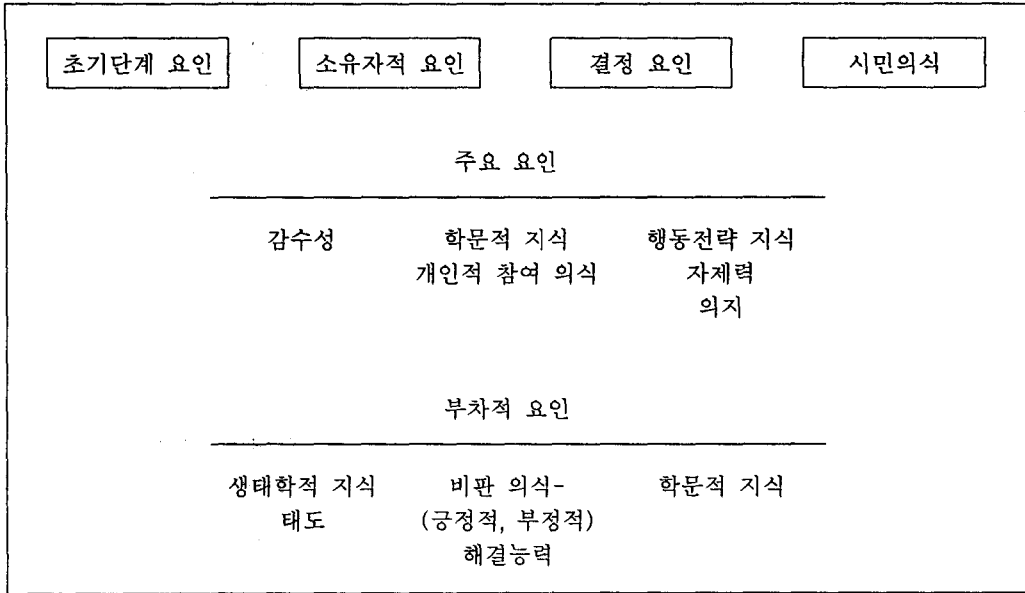 초기단계 요인 소유자적 요인 결정 요인 시민의식
주요 요인
감수성 학문적 지식 행동전략 지식
개인적 참여 의식 자제력
의지
부차적 요인
생태학적 지식 비판 의식- 학문적 지식
태도 (긍정적, 부정적)
해결능력